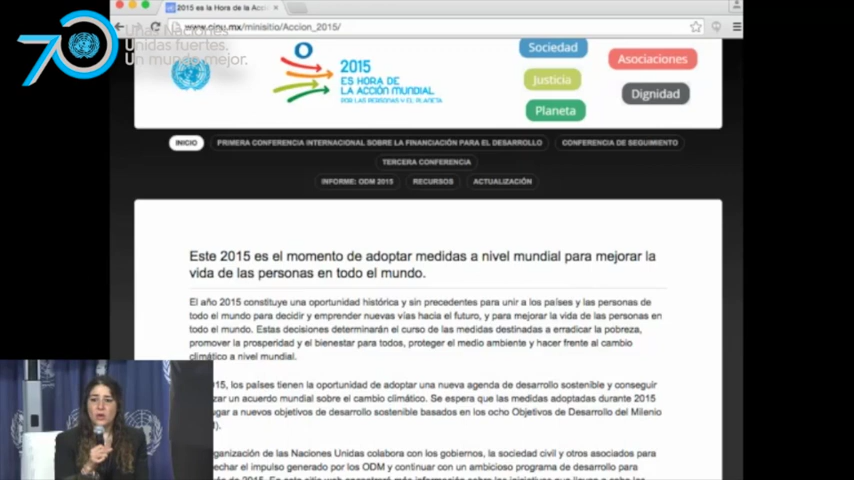 2015 es la Hora de la Acció
www.cinu.mx/minisitio/Accion_2015/
70
Unas Naciones
Unidas fuertes.
Un mundo mejor.
2015
ES HORA DE
LA ACCIÓN MUNDIAL
POR LAS PERSONAS Y EL PLANETA
Sociedad
Asociaciones
Justicia
Dignidad
Planeta
INICIO
PRIMERA CONFERENCIA INTERNACIONAL SOBRE LA FINANCIACIÓN PARA EL DESARROLLO
CONFERENCIA DE SEGUIMIENTO
TERCERA CONFERENCIA
INFORME: ODM 2015
RECURSOS
ACTUALIZACIÓN
Este 2015 es el momento de adoptar medidas a nivel mundial para mejorar la
vida de las personas en todo el mundo.
El año 2015 constituye una oportunidad histórica y sin precedentes para unir a los países y las personas de
todo el mundo para decidir y emprender nuevas vías hacia el futuro, y para mejorar la vida de las personas en
todo el mundo. Estas decisiones determinarán el curso de las medidas destinadas a erradicar la pobreza,
promover la prosperidad y el bienestar para todos, proteger el medio ambiente y hacer frente al cambio
climático a nivel mundial.
15, los países tienen la oportunidad de adoptar una nueva agenda de desarrollo sostenible y conseguir
zar un acuerdo mundial sobre el cambio climático. Se espera que las medidas adoptadas durante 2015
ugar a nuevos objetivos de desarrollo sostenible basados en los ocho Objetivos de Desarrollo del Milenio
ganización de las Naciones Unidas colabora con los gobiernos, la sociedad civil y otros asociados para
echar el impulso generado por los ODM y continuar con un ambicioso programa de desarrollo para